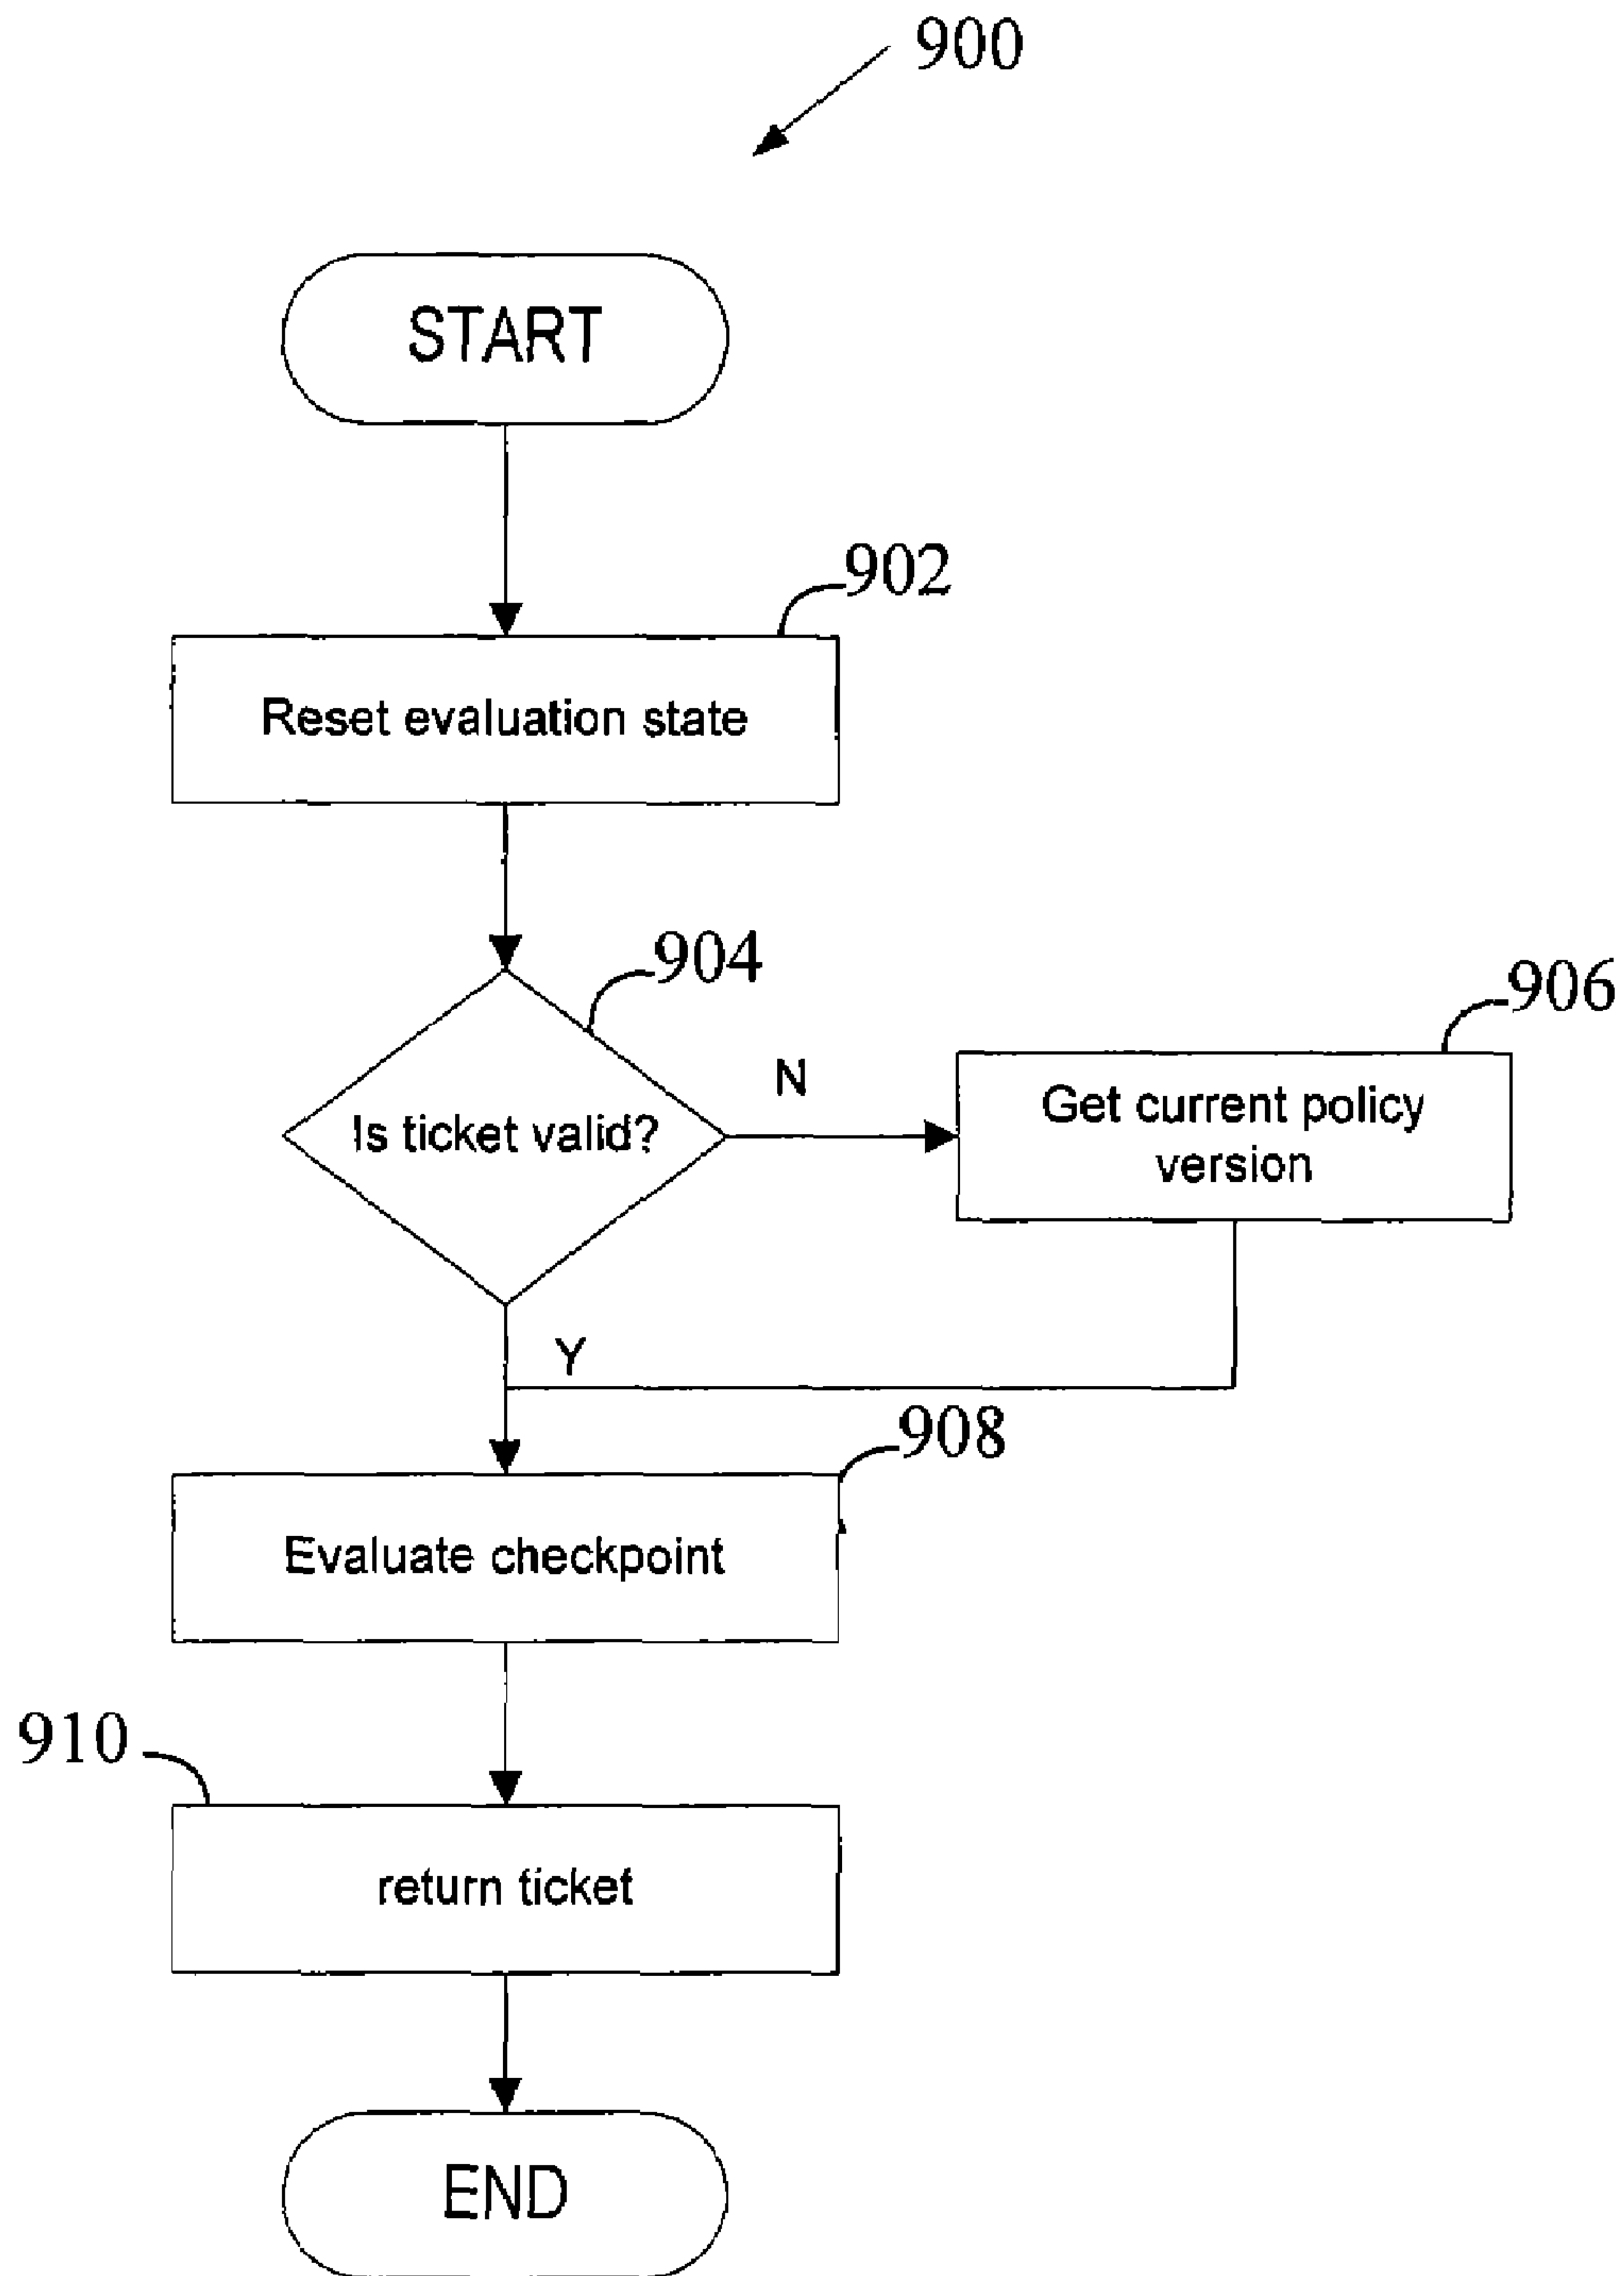 900
START
902
Reset evaluation state
904
906
Is ticket valid?
N
Get current policy
version
Y
908
Evaluate checkpoint
910
return ticket
END